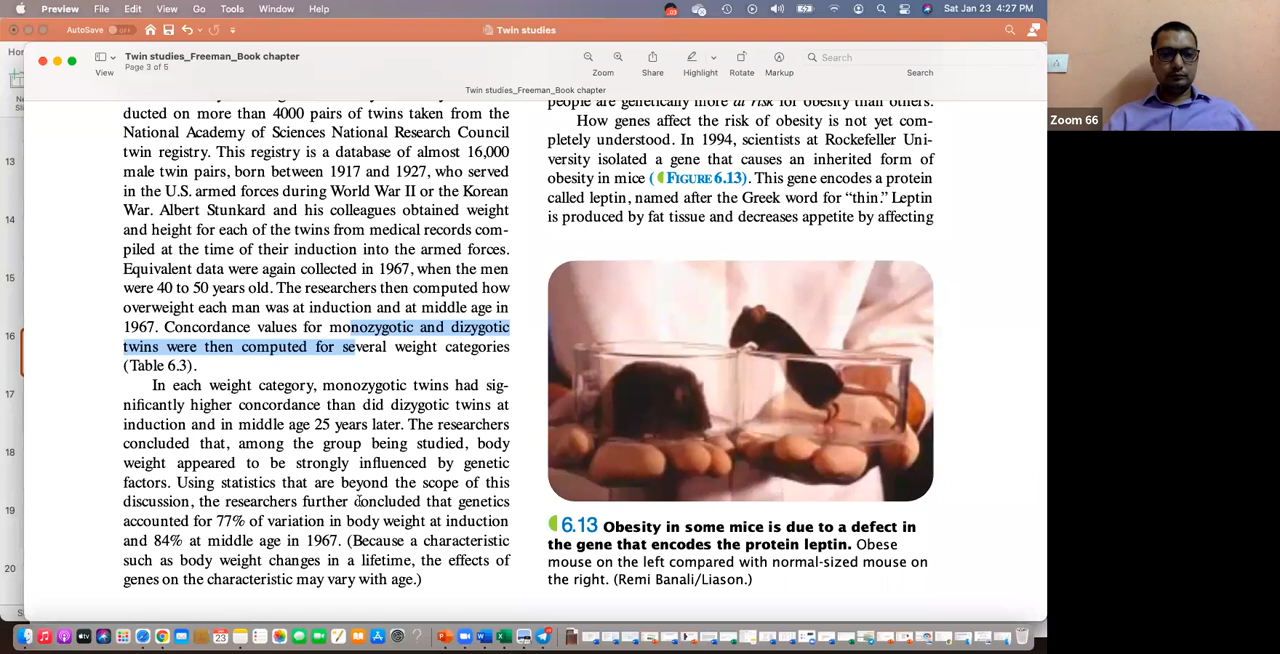 Preview File Edit View Go Tools Window Help
Sat Jan 23 4:27 PM
AutoSave OFF
Twin studies
Twin studies_Freeman_Book chapter
Page 3 of 5
View
Zoom
Share
Highlight
Rotate
Markup
Search
Search
Twin studies_Freeman_Book chapter
13
14
15
16
17
18
19
20
ducted on more than 4000 pairs of twins taken from the
National Academy of Sciences National Research Council
twin registry. This registry is a database of almost 16,000
male twin pairs, born between 1917 and 1927, who served
in the U.S. armed forces during World War II or the Korean
War. Albert Stunkard and his colleagues obtained weight
and height for each of the twins from medical records com-
piled at the time of their induction into the armed forces.
Equivalent data were again collected in 1967, when the men
were 40 to 50 years old. The researchers then computed how
overweight each man was at induction and at middle age in
1967. Concordance values for monozygotic and dizygotic
twins were then computed for several weight categories
(Table 6.3).
In each weight category, monozygotic twins had sig-
nificantly higher concordance than did dizygotic twins at
induction and in middle age 25 years later. The researchers
concluded that, among the group being studied, body
weight appeared to be strongly influenced by genetic
factors. Using statistics that are beyond the scope of this
discussion, the researchers further concluded that genetics
accounted for 77% of variation in body weight at induction
and 84% at middle age in 1967. (Because a characteristic
such as body weight changes in a lifetime, the effects of
genes on the characteristic may vary with age.)
people are genetically more at risk for obesity than others.
How genes affect the risk of obesity is not yet com-
pletely understood. In 1994, scientists at Rockefeller Uni-
versity isolated a gene that causes an inherited form of
obesity in mice (FIGURE 6.13). This gene encodes a protein
called leptin, named after the Greek word for “thin.” Leptin
is produced by fat tissue and decreases appetite by affecting
6.13 Obesity in some mice is due to a defect in
the gene that encodes the protein leptin. Obese
mouse on the left compared with normal-sized mouse on
the right. (Remi Banali/Liason.)
Zoom 66